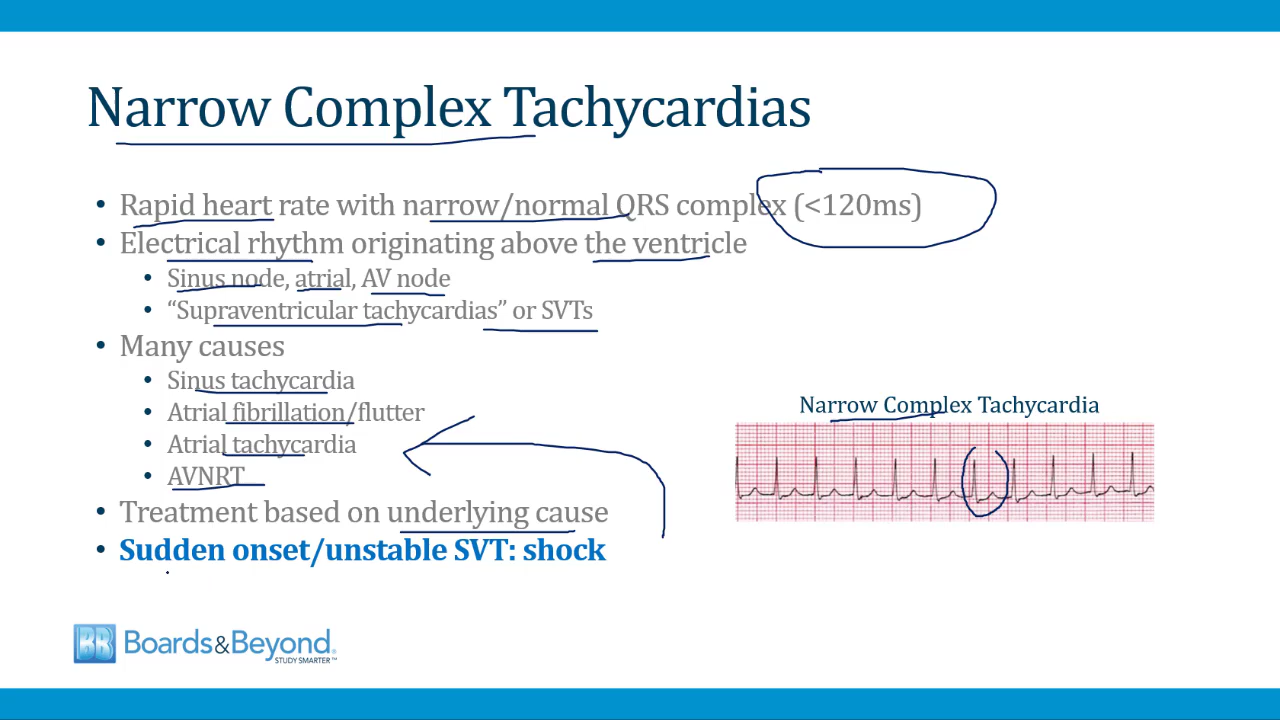 Narrow Complex Tachycardias
• Rapid heart rate with narrow/normal QRS complex (<120ms)
• Electrical rhythm originating above the ventricle
• Sinus node, atrial, AV node
• “Supraventricular tachycardias” or SVTs
• Many causes
• Sinus tachycardia
• Atrial fibrillation/flutter
• Atrial tachycardia
• AVNRT
• Treatment based on underlying cause
• Sudden onset/unstable SVT: shock
Narrow Complex Tachycardia
BB Boards&Beyond.
STUDY SMARTER™